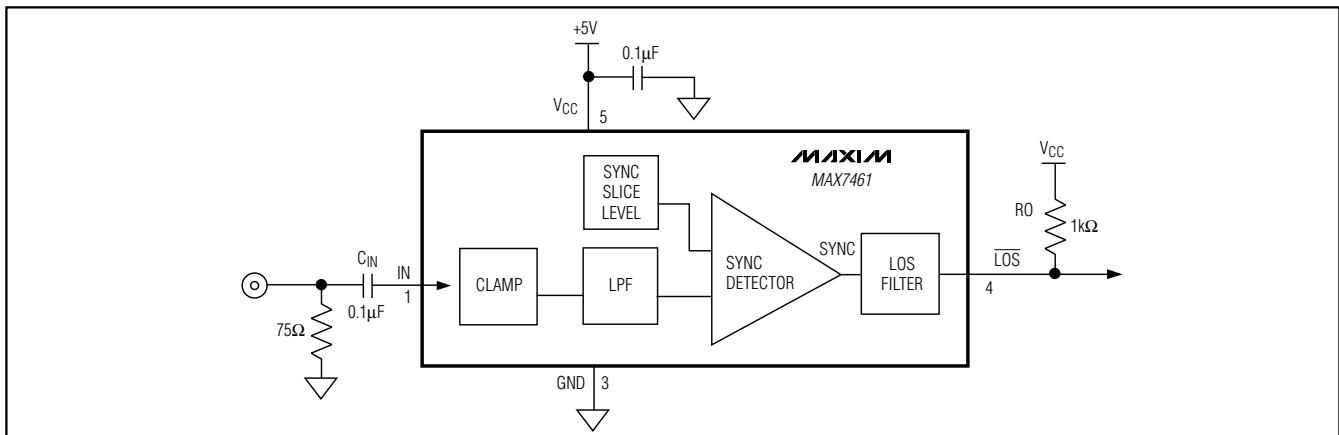 +5V
0.1µF
VCC
5
MAXIM
MAX7461
SYNC
SLICE
LEVEL
VCC
RO
1kΩ
CIN
IN
1
0.1µF
75Ω
CLAMP
LPF
SYNC
DETECTOR
SYNC
LOS
FILTER
LOS
4
GND
3